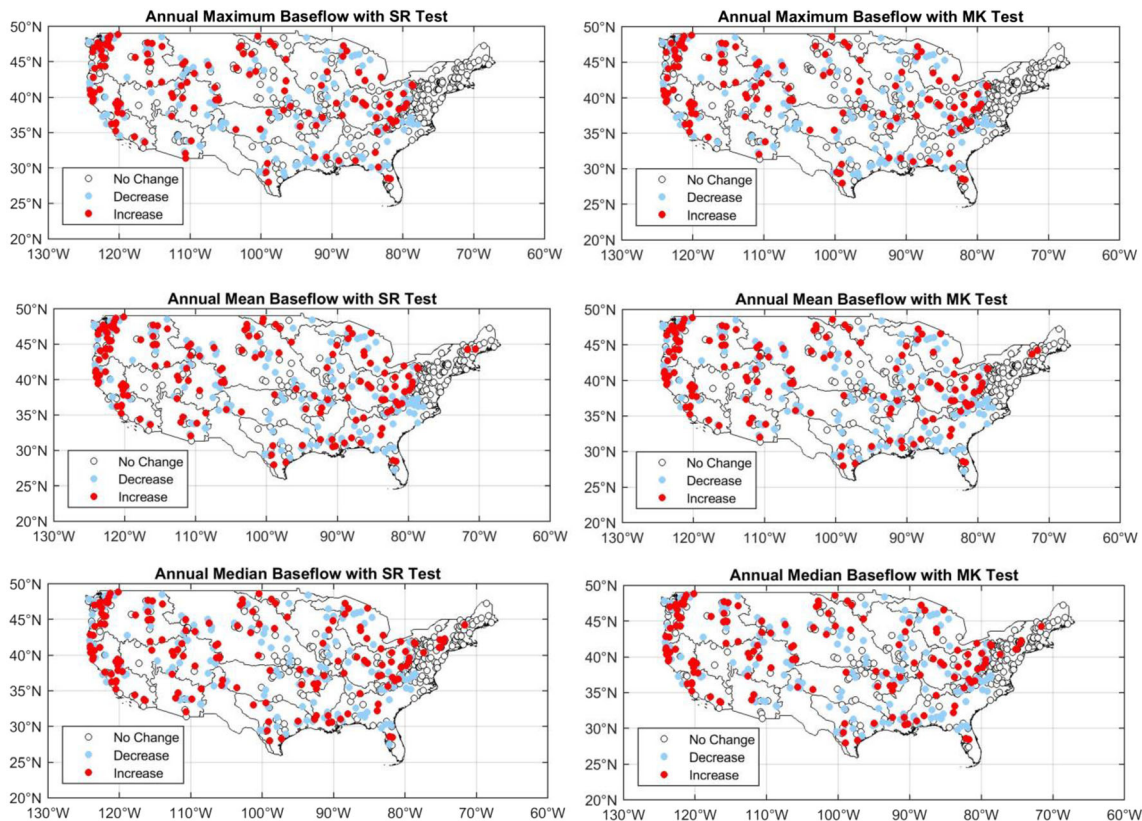 Annual Maximum Baseflow with SR Test
50°N
45°N
40°N
35°N
30°N
25°N
20°N
No Change
Decrease
Increase
130°W 120°W 110°W 100°W 90°W 80°W 70°W 60°W
Annual Maximum Baseflow with MK Test
50°N
45°N
40°N
35°N
30°N
25°N
20°N
No Change
Decrease
Increase
130°W 120°W 110°W 100°W 90°W 80°W 70°W 60°W
Annual Mean Baseflow with SR Test
50°N
45°N
40°N
35°N
30°N
25°N
20°N
No Change
Decrease
Increase
130°W 120°W 110°W 100°W 90°W 80°W 70°W 60°W
Annual Mean Baseflow with MK Test
50°N
45°N
40°N
35°N
30°N
25°N
20°N
No Change
Decrease
Increase
130°W 120°W 110°W 100°W 90°W 80°W 70°W 60°W
Annual Median Baseflow with SR Test
50°N
45°N
40°N
35°N
30°N
25°N
20°N
No Change
Decrease
Increase
130°W 120°W 110°W 100°W 90°W 80°W 70°W 60°W
Annual Median Baseflow with MK Test
50°N
45°N
40°N
35°N
30°N
25°N
20°N
No Change
Decrease
Increase
130°W 120°W 110°W 100°W 90°W 80°W 70°W 60°W